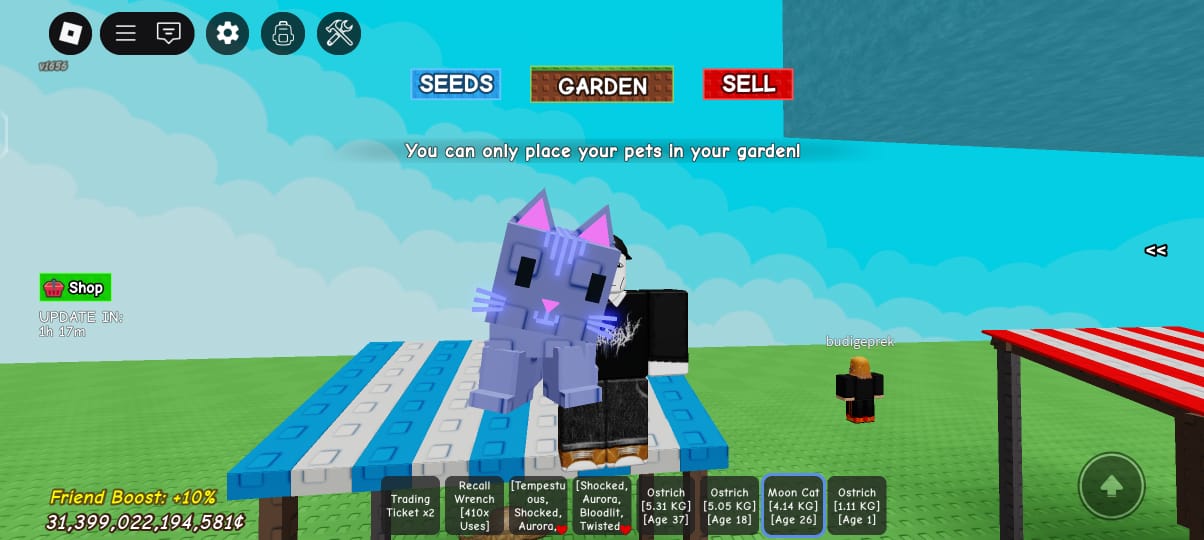 v1656
SEEDS
GARDEN
SELL
You can only place your pets in your garden!
<<
Shop
UPDATE IN:
1h 17m
budigeprek
Friend Boost: +10%
31,399,022,194,581¢
Trading
Ticket x2
Recall
Wrench
[410x
Uses]
[Tempestu
ous,
Shocked,
Aurora,
[Shocked,
Aurora,
Bloodlit,
Twisted
Ostrich
[5.31 KG]
[Age 37]
Ostrich
[5.05 KG]
[Age 18]
Moon Cat
[4.14 KG]
[Age 26]
Ostrich
[1.11 KG]
[Age 1]